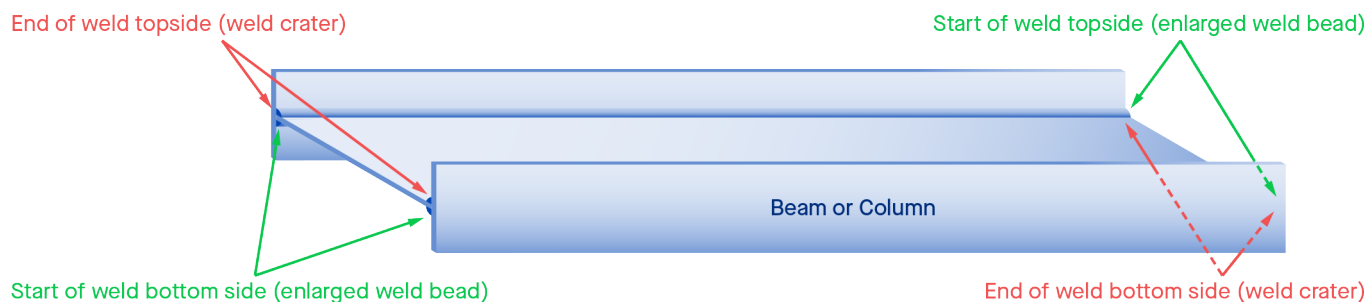 End of weld topside (weld crater)
Start of weld topside (enlarged weld bead)
Beam or Column
Start of weld bottom side (enlarged weld bead)
End of weld bottom side (weld crater)